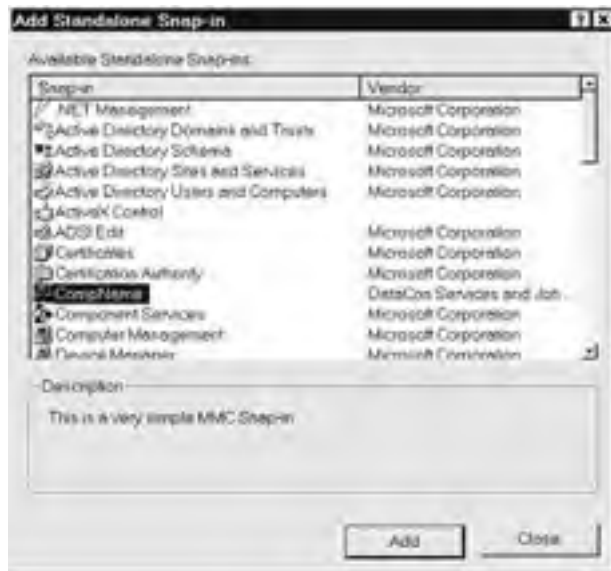 Add Standalone Snap-in
Available Standalone Snap-ins:
Snap-in Vendor
.NET Management Microsoft Corporation
Active Directory Domains and Trusts Microsoft Corporation
Active Directory Schema Microsoft Corporation
Active Directory Sites and Services Microsoft Corporation
Active Directory Users and Computers Microsoft Corporation
ActiveX Control
ADSI Edit Microsoft Corporation
Certificates Microsoft Corporation
Certification Authority Microsoft Corporation
CompName DataCon Services and Joh...
Component Services Microsoft Corporation
Computer Management Microsoft Corporation
Device Manager Microsoft Corporation
Description
This is a very simple MMC Snap-in
Add Close